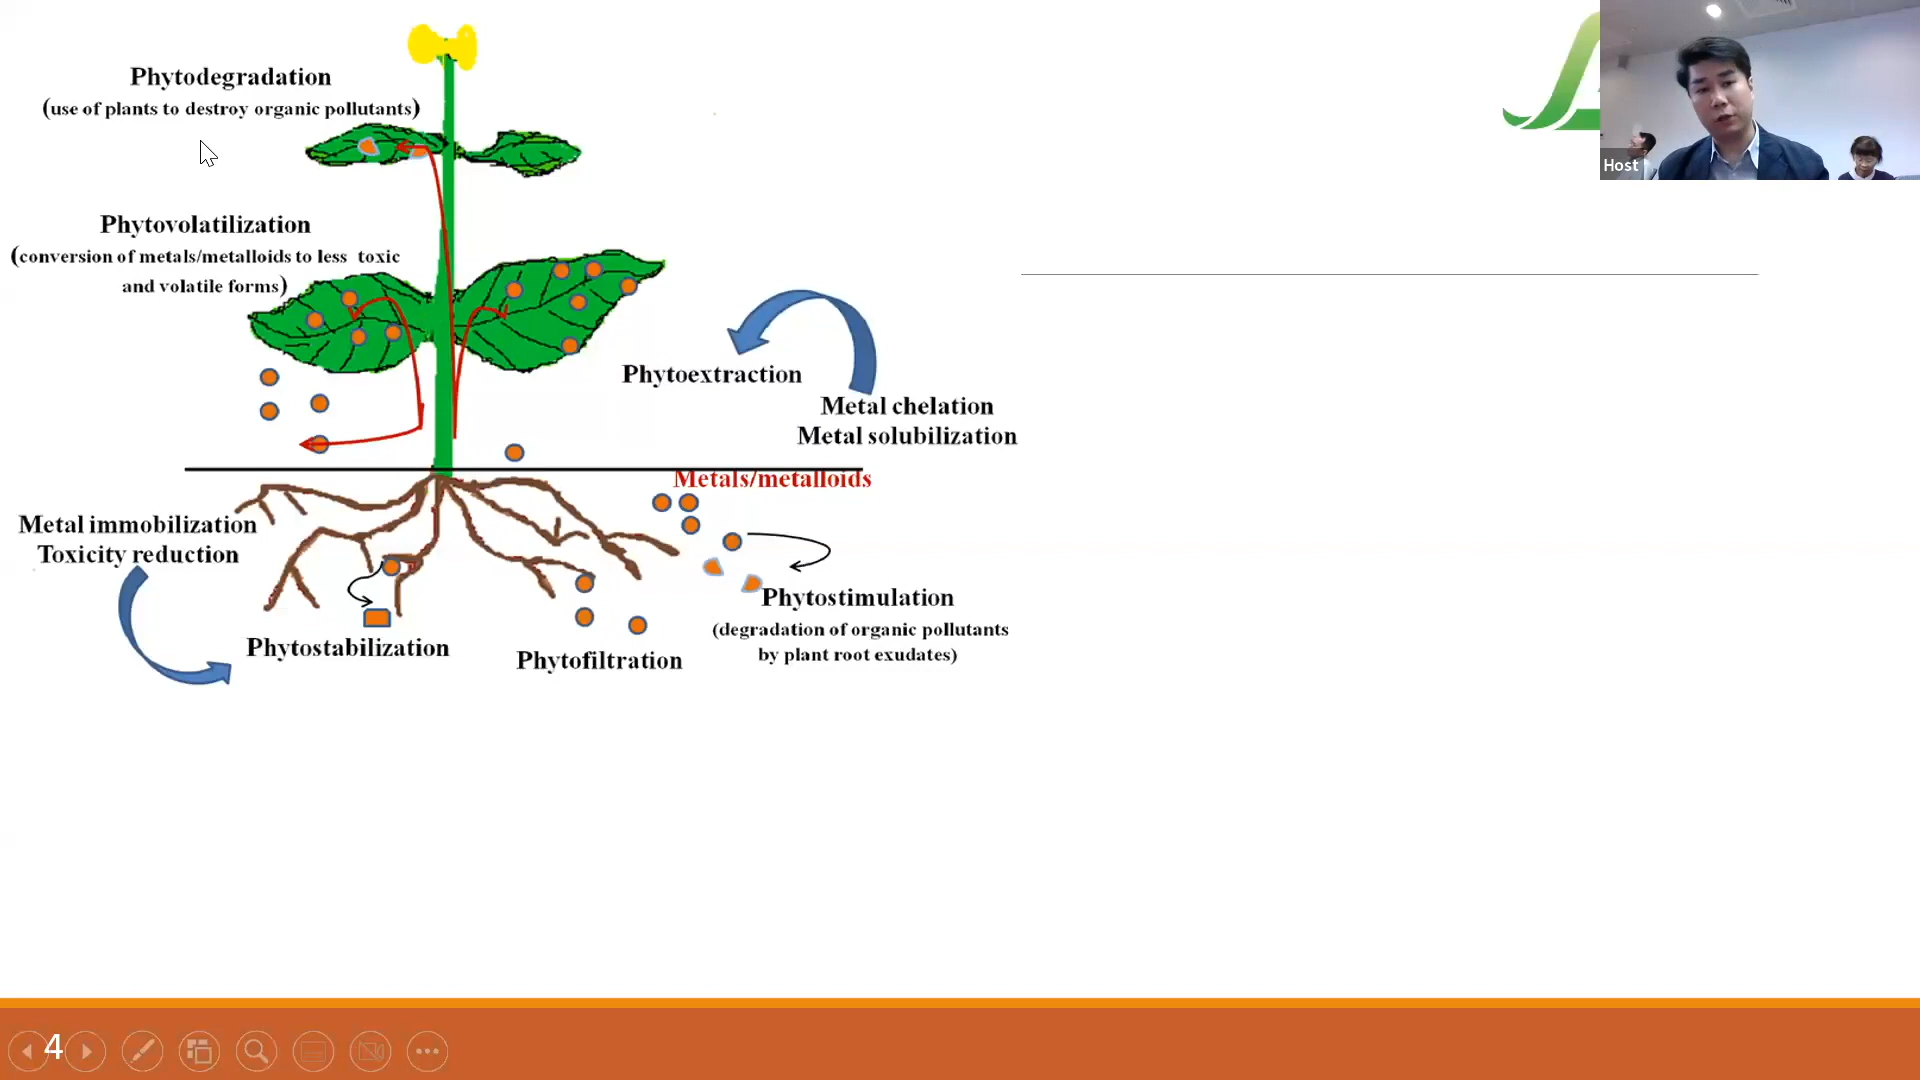 Phytodegradation
(use of plants to destroy organic pollutants)
Host
Phytovolatilization
(conversion of metals/metalloids to less toxic
and volatile forms)
Phytoextraction
Metal chelation
Metal solubilization
Metals/metalloids
Metal immobilization
Toxicity reduction
Phytostimulation
(degradation of organic pollutants
by plant root exudates)
Phytostabilization
Phytofiltration
4